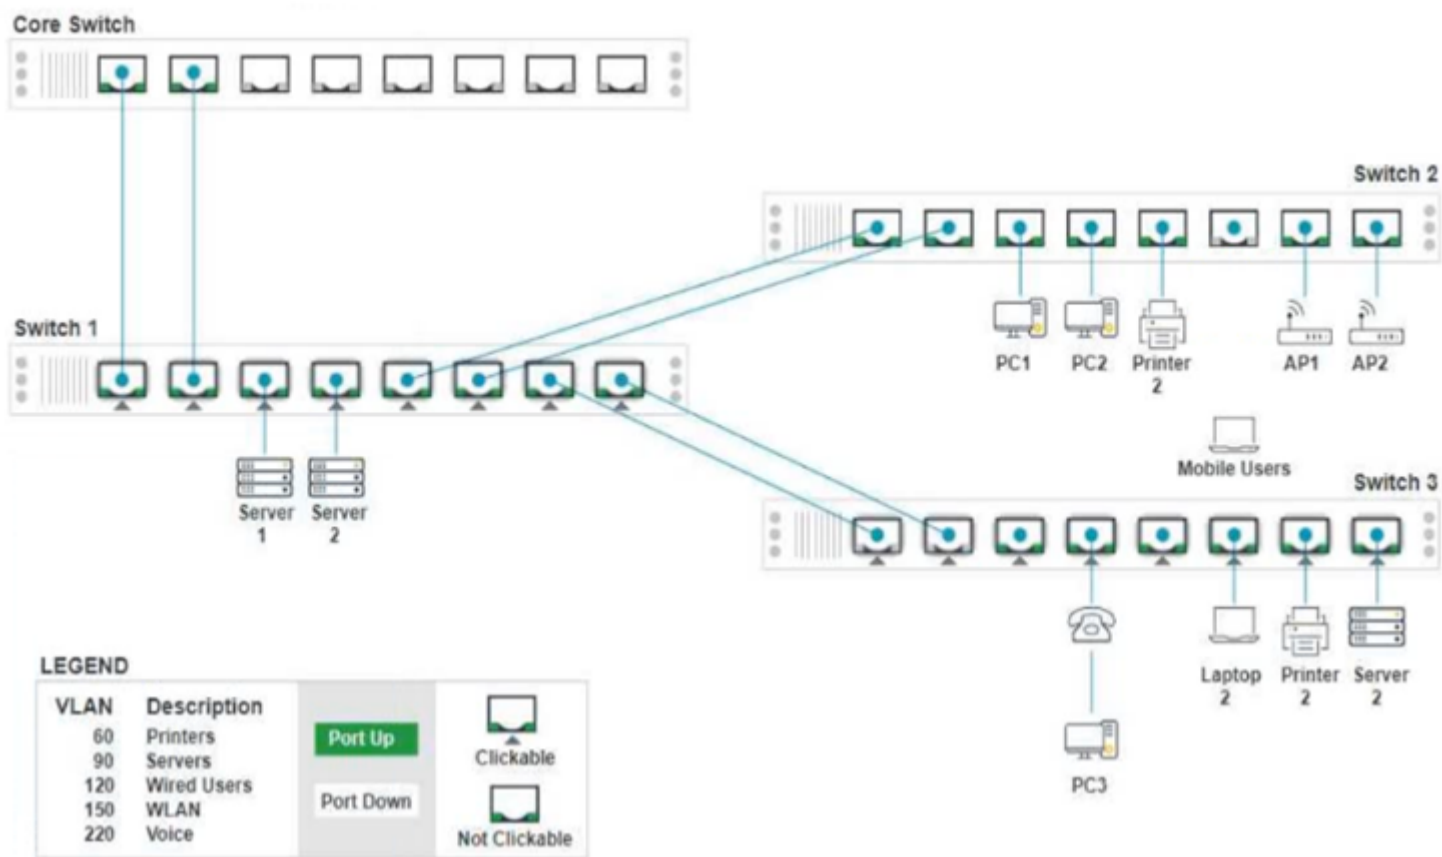 Core Switch
Switch 2
PC1
PC2
Printer
2
AP1
AP2
Switch 1
Server
1
Server
2
Mobile Users
Switch 3
Laptop
2
Printer
2
Server
2
PC3
LEGEND
VLAN Description
60 Printers
90 Servers
120 Wired Users
150 WLAN
220 Voice
Port Up
Port Down
Clickable
Not Clickable